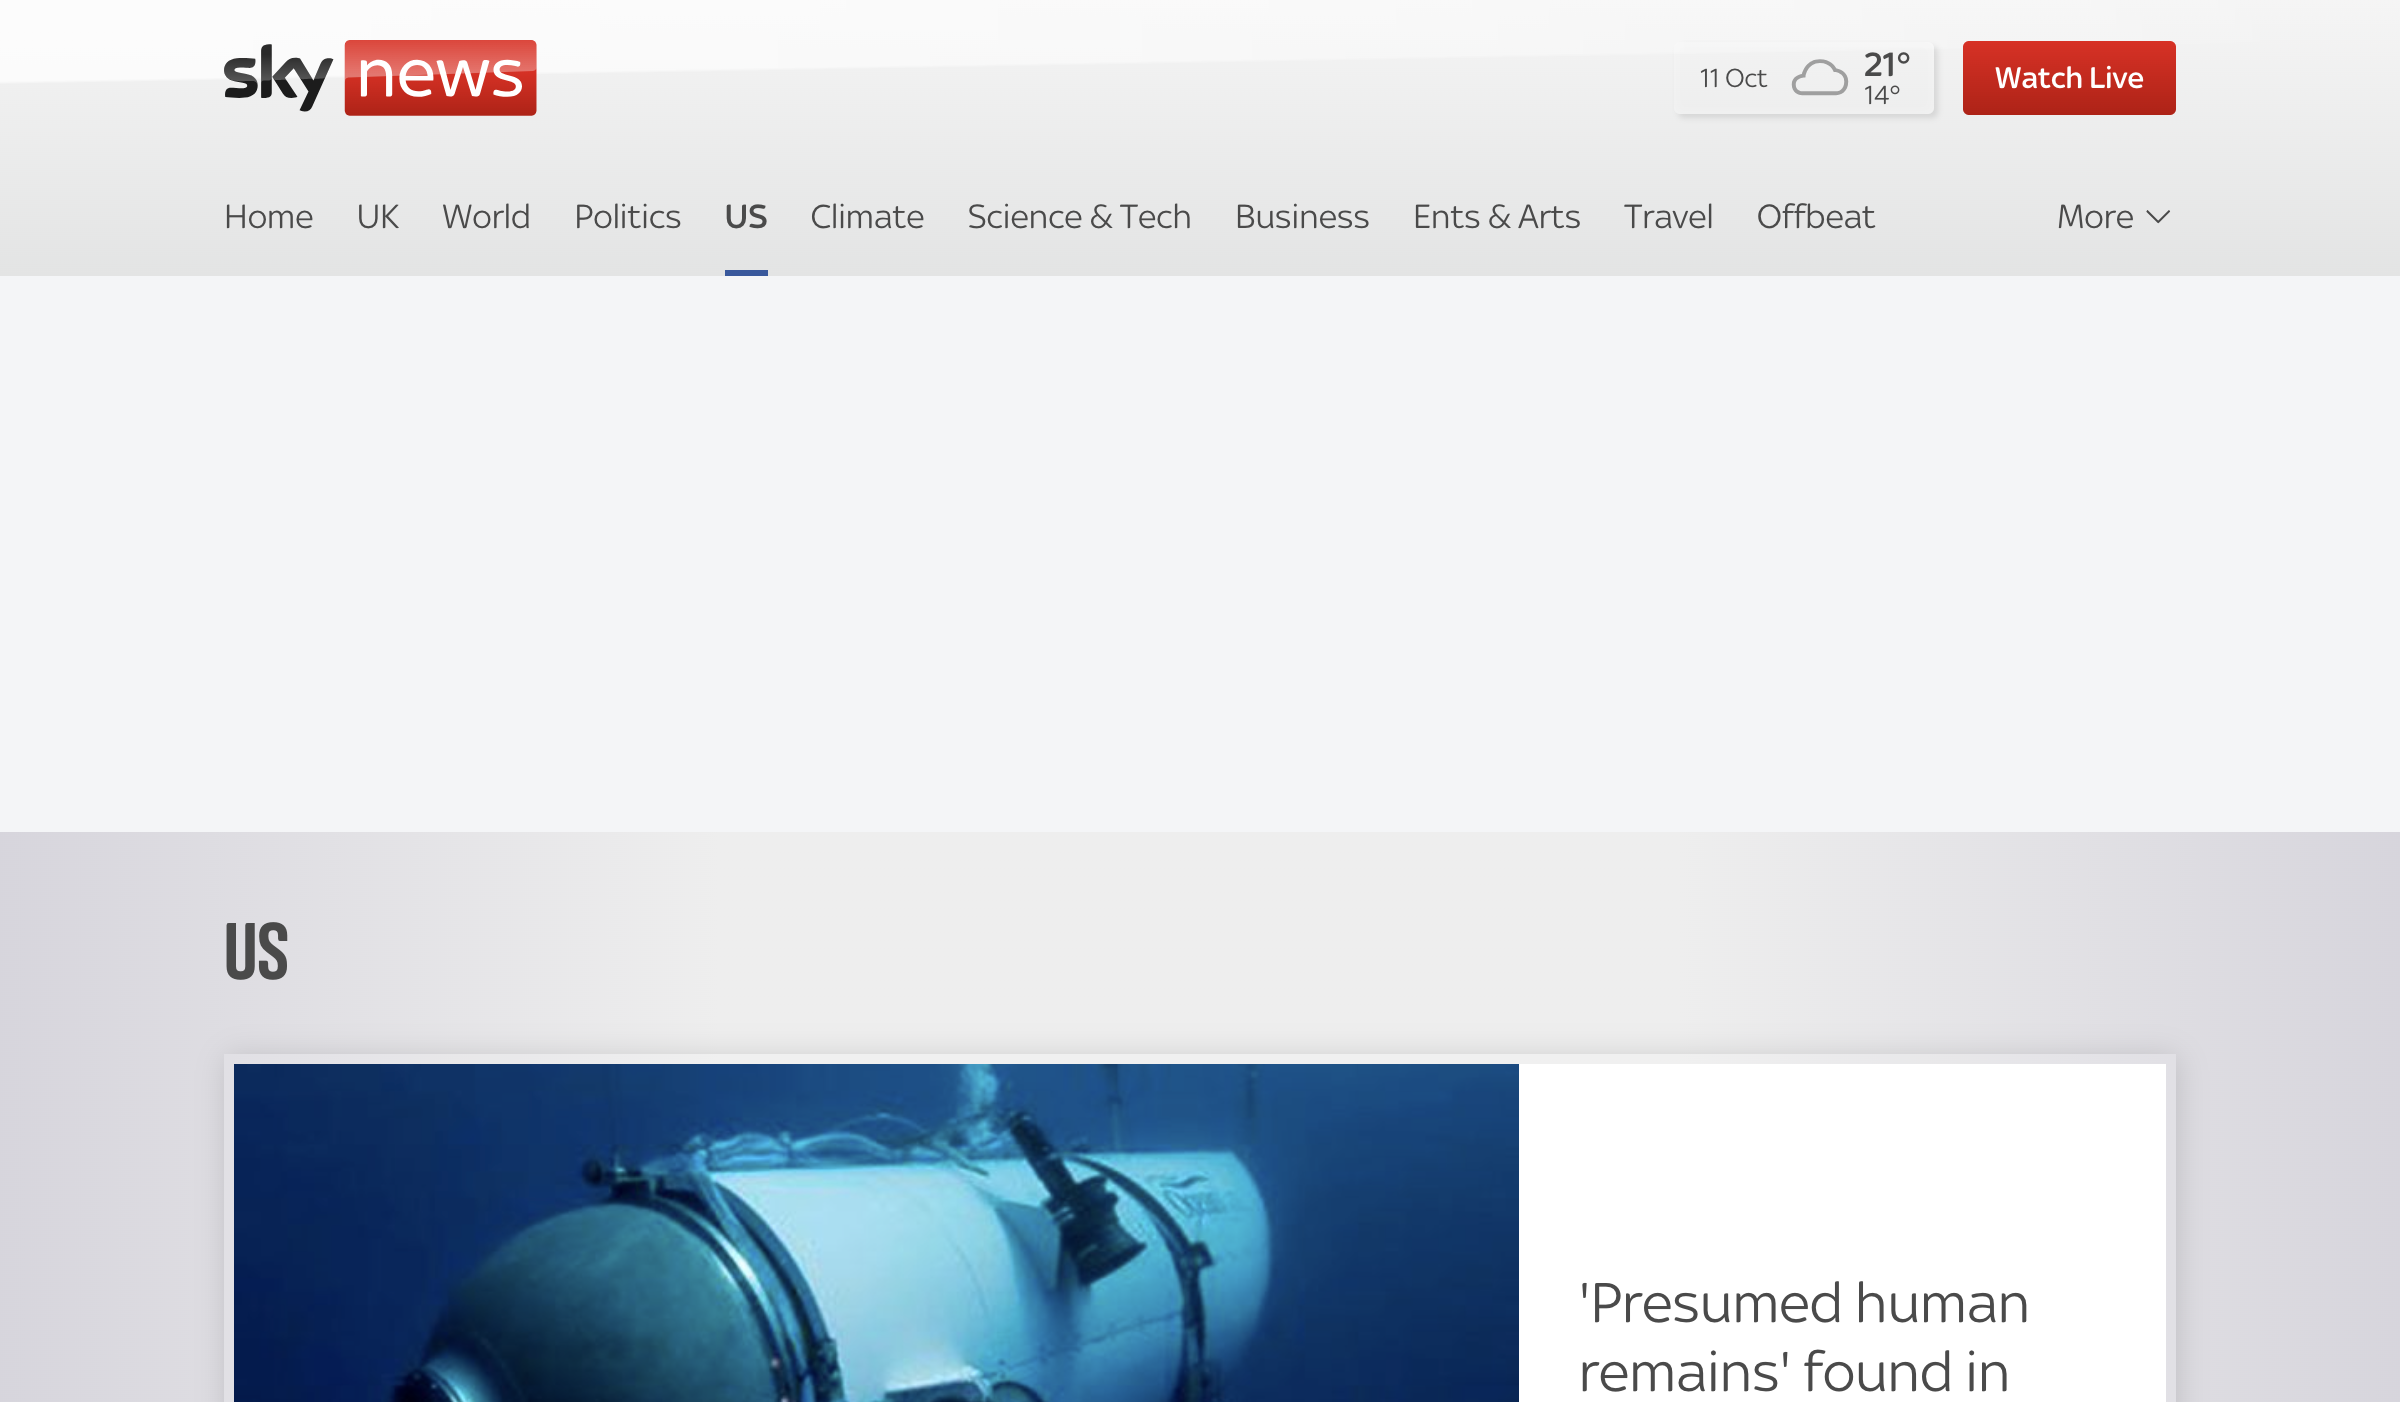 sky news
11 Oct
21°
14°
Watch Live
Home UK World Politics US Climate Science & Tech Business Ents & Arts Travel Offbeat More
US
'Presumed human
remains' found in